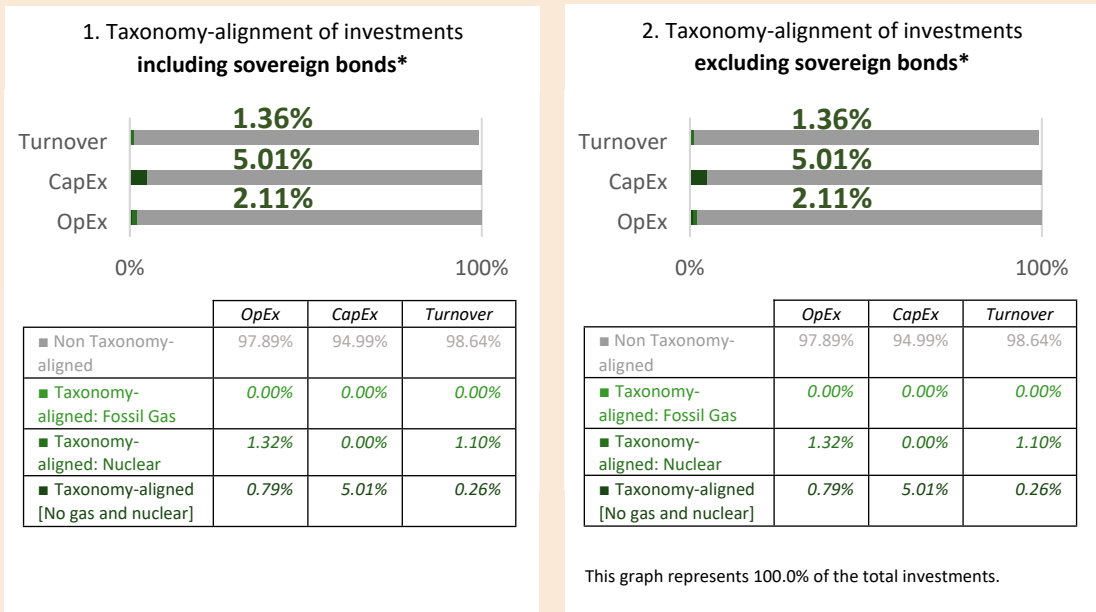 1. Taxonomy-alignment of investments
including sovereign bonds*
1.36%
Turnover
5.01%
CapEx
2.11%
OpEx
0% 100%
OpEx CapEx Turnover
■ Non Taxonomy-
aligned 97.89% 94.99% 98.64%
■ Taxonomy-
aligned: Fossil Gas 0.00% 0.00% 0.00%
■ Taxonomy-
aligned: Nuclear 1.32% 0.00% 1.10%
■ Taxonomy-aligned
[No gas and nuclear] 0.79% 5.01% 0.26%
2. Taxonomy-alignment of investments
excluding sovereign bonds*
1.36%
Turnover
5.01%
CapEx
2.11%
OpEx
0% 100%
OpEx CapEx Turnover
■ Non Taxonomy-
aligned 97.89% 94.99% 98.64%
■ Taxonomy-
aligned: Fossil Gas 0.00% 0.00% 0.00%
■ Taxonomy-
aligned: Nuclear 1.32% 0.00% 1.10%
■ Taxonomy-aligned
[No gas and nuclear] 0.79% 5.01% 0.26%
This graph represents 100.0% of the total investments.